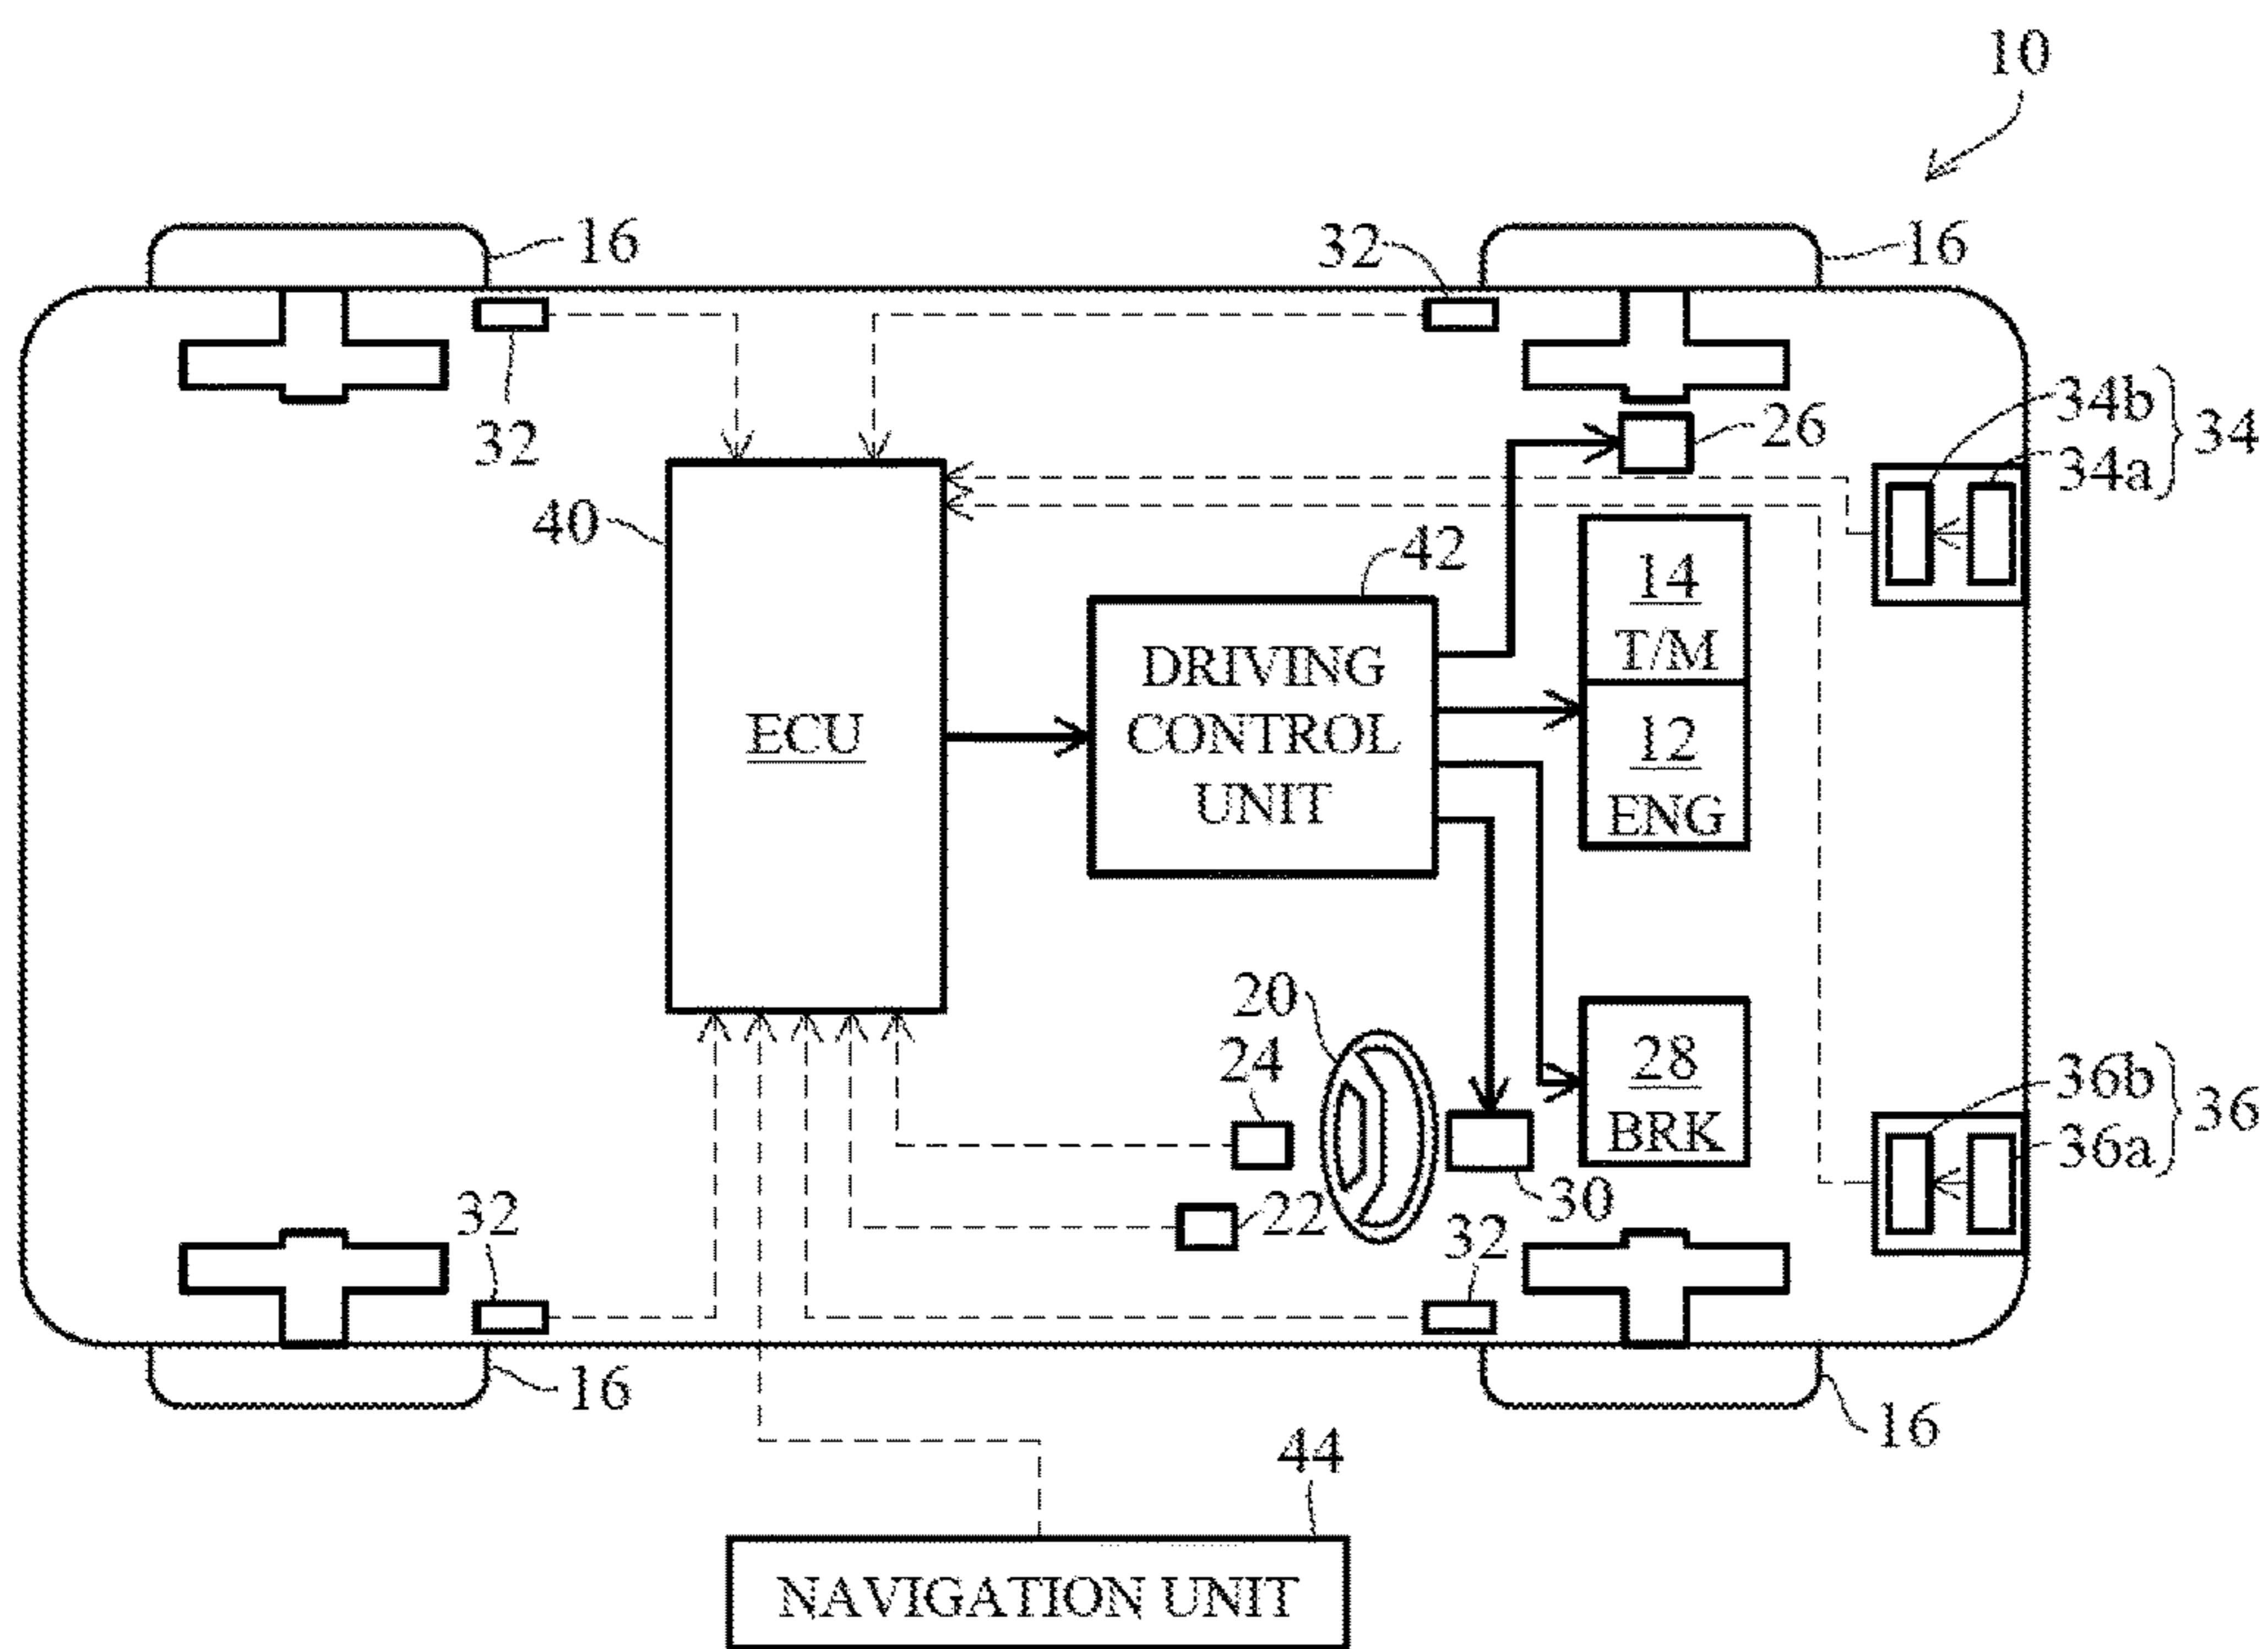 10
16
32
16
32
34b
34a
34
26
40
42
14
T/M
ECU
DRIVING
CONTROL
UNIT
12
ENG
20
24
28
BRK
36b
36a
36
32
22
30
32
16
16
44
NAVIGATION UNIT